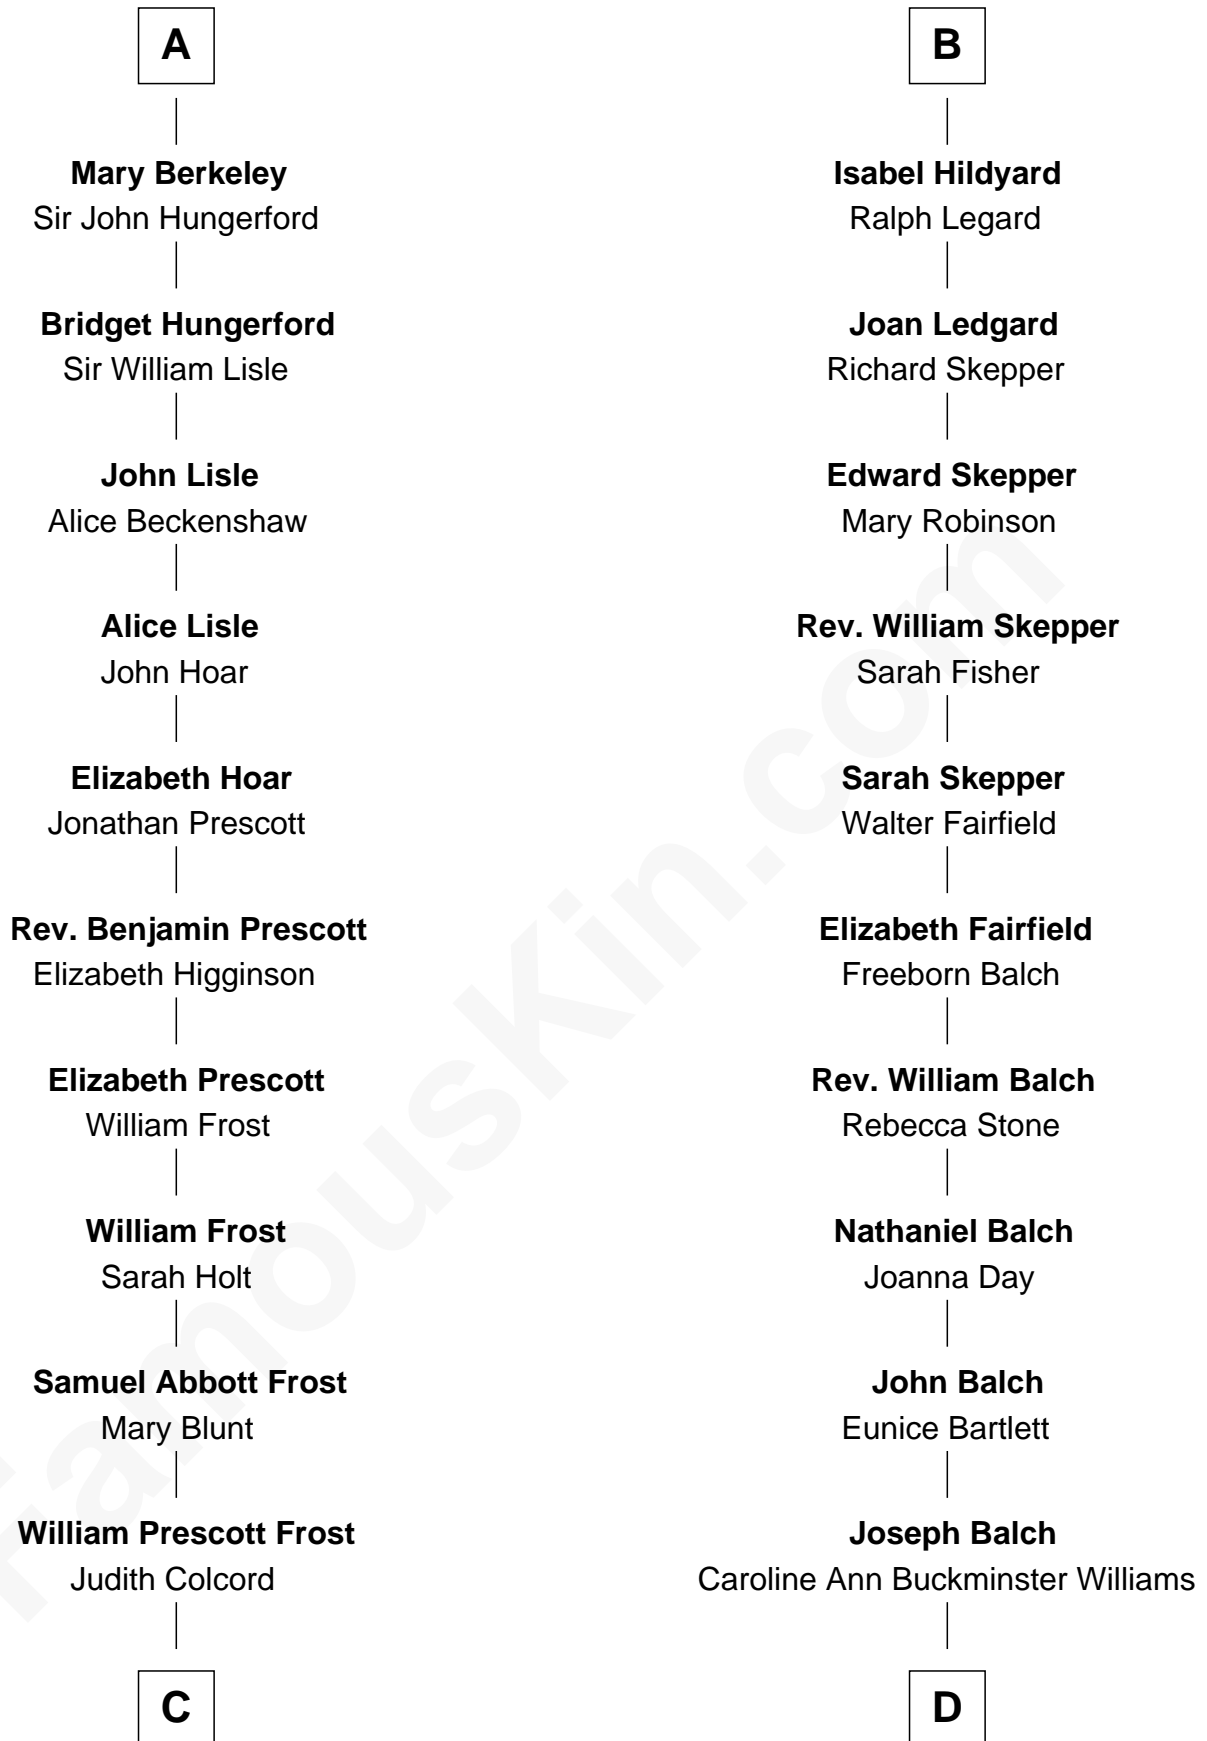 A
Mary Berkeley
Sir John Hungerford
Bridget Hungerford
Sir William Lisle
John Lisle
Alice Beckenshaw
Alice Lisle
John Hoar
Elizabeth Hoar
Jonathan Prescott
Rev. Benjamin Prescott
Elizabeth Higginson
Elizabeth Prescott
William Frost
William Frost
Sarah Holt
Samuel Abbott Frost
Mary Blunt
William Prescott Frost
Judith Colcord
C
B
Isabel Hildyard
Ralph Legard
Joan Ledgard
Richard Skepper
Edward Skepper
Mary Robinson
Rev. William Skepper
Sarah Fisher
Sarah Skepper
Walter Fairfield
Elizabeth Fairfield
Freeborn Balch
Rev. William Balch
Rebecca Stone
Nathaniel Balch
Joanna Day
John Balch
Eunice Bartlett
Joseph Balch
Caroline Ann Buckminster Williams
D
FamousKin.com